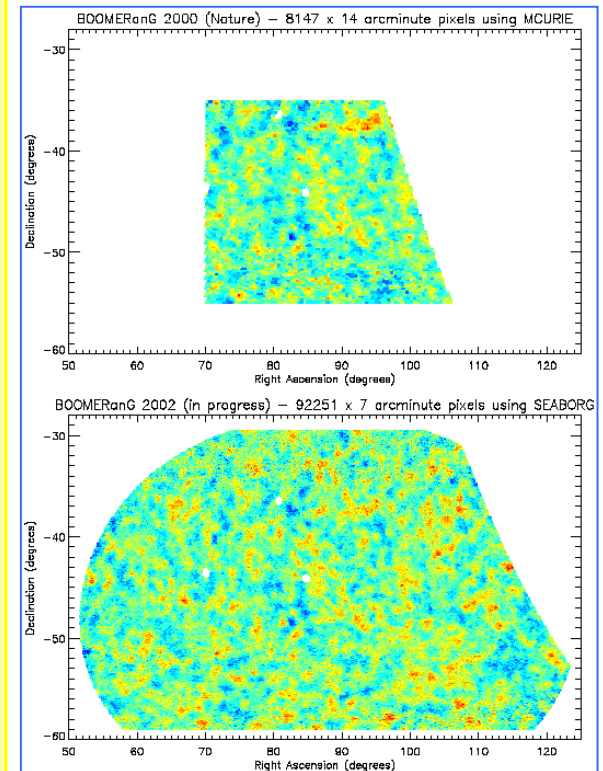 BOOMERanG 2000 (Nature) – 8147 x 14 arcminute pixels using MCURIE
-30
-40
-50
-60
Declination (degrees)
50 60 70 80 90 100 110 120
Right Ascension (degrees)
BOOMERanG 2002 (in progress) – 92251 x 7 arcminute pixels using SEABORG
-30
-40
-50
-60
Declination (degrees)
50 60 70 80 90 100 110 120
Right Ascension (degrees)